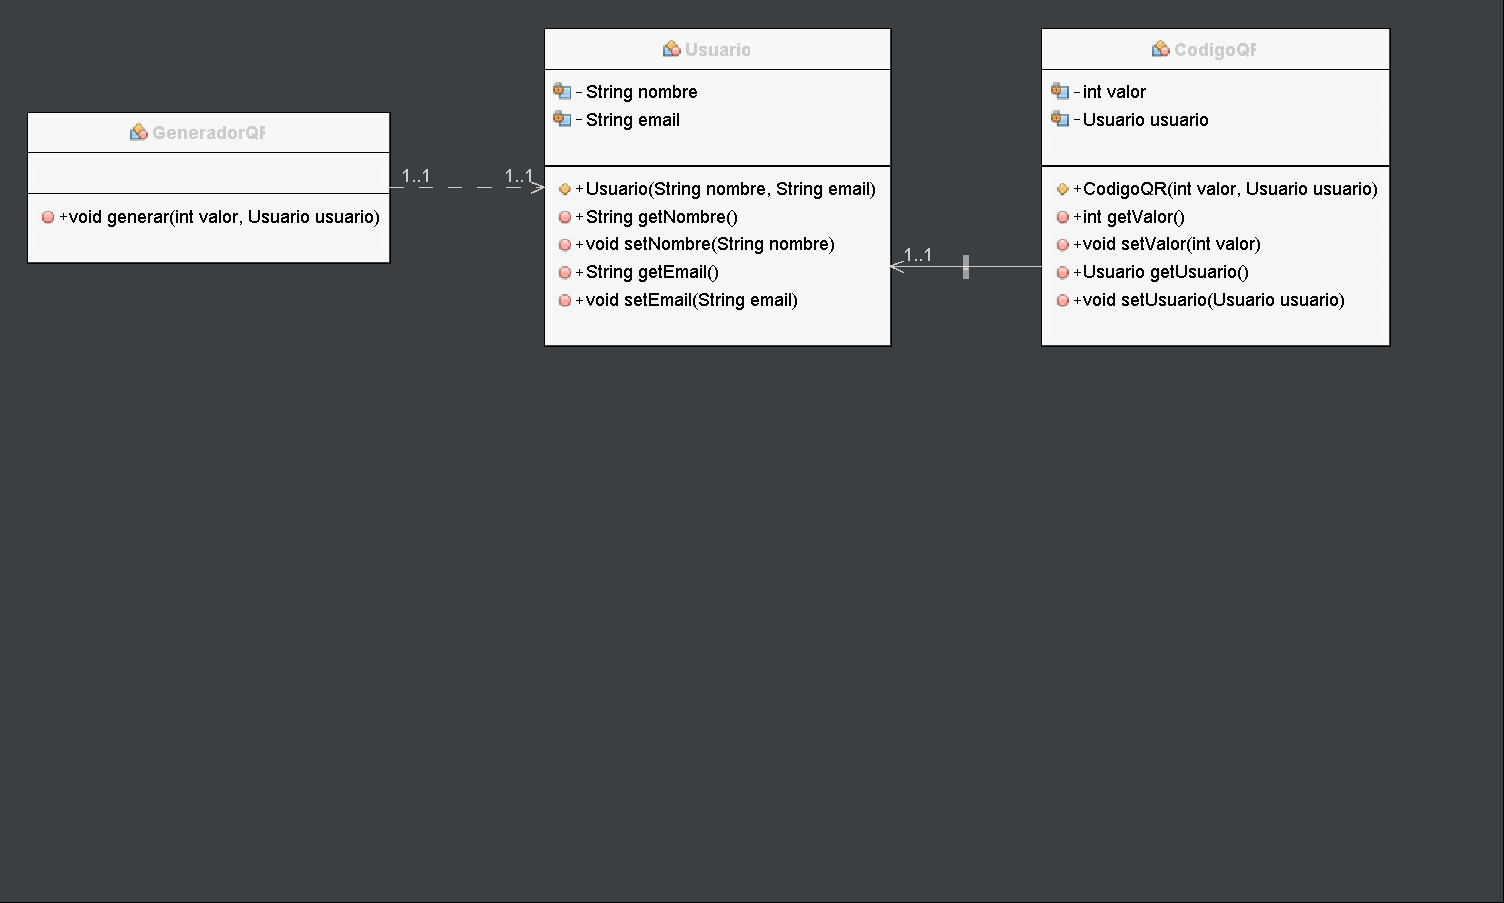 GeneradorQR
+void generar(int valor, Usuario usuario)
1..1
1..1
Usuario
- String nombre
- String email
+ Usuario(String nombre, String email)
+ String getNombre()
+ void setNombre(String nombre)
+ String getEmail()
+ void setEmail(String email)
1..1
CodigoQR
- int valor
- Usuario usuario
+CodigoQR(int valor, Usuario usuario)
+int getValor()
+void setValor(int valor)
+Usuario getUsuario()
+void setUsuario(Usuario usuario)